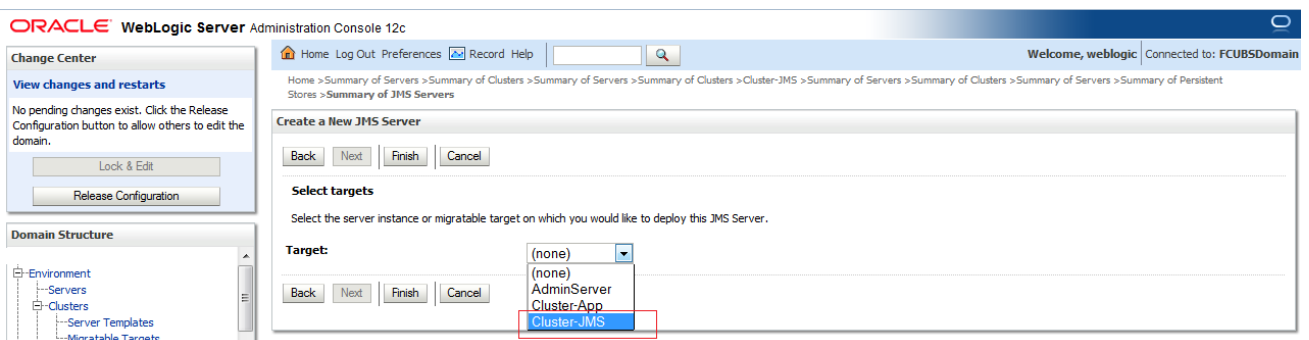 ORACLE WebLogic Server Administration Console 12c
Change Center
View changes and restarts
No pending changes exist. Click the Release
Configuration button to allow others to edit the
domain.
Lock & Edit
Release Configuration
Domain Structure
Environment
Servers
Clusters
Server Templates
Migratable Targets
Home Log Out Preferences Record Help
Welcome, weblogic Connected to: FCUBSDomain
Home >Summary of Servers >Summary of Clusters >Summary of Servers >Summary of Clusters >Cluster-JMS >Summary of Servers >Summary of Clusters >Summary of Servers >Summary of Persistent
Stores >Summary of JMS Servers
Create a New JMS Server
Back Next Finish Cancel
Select targets
Select the server instance or migratable target on which you would like to deploy this JMS Server.
Target: (none)
(none)
AdminServer
Cluster-App
Cluster-JMS
Back Next Finish Cancel